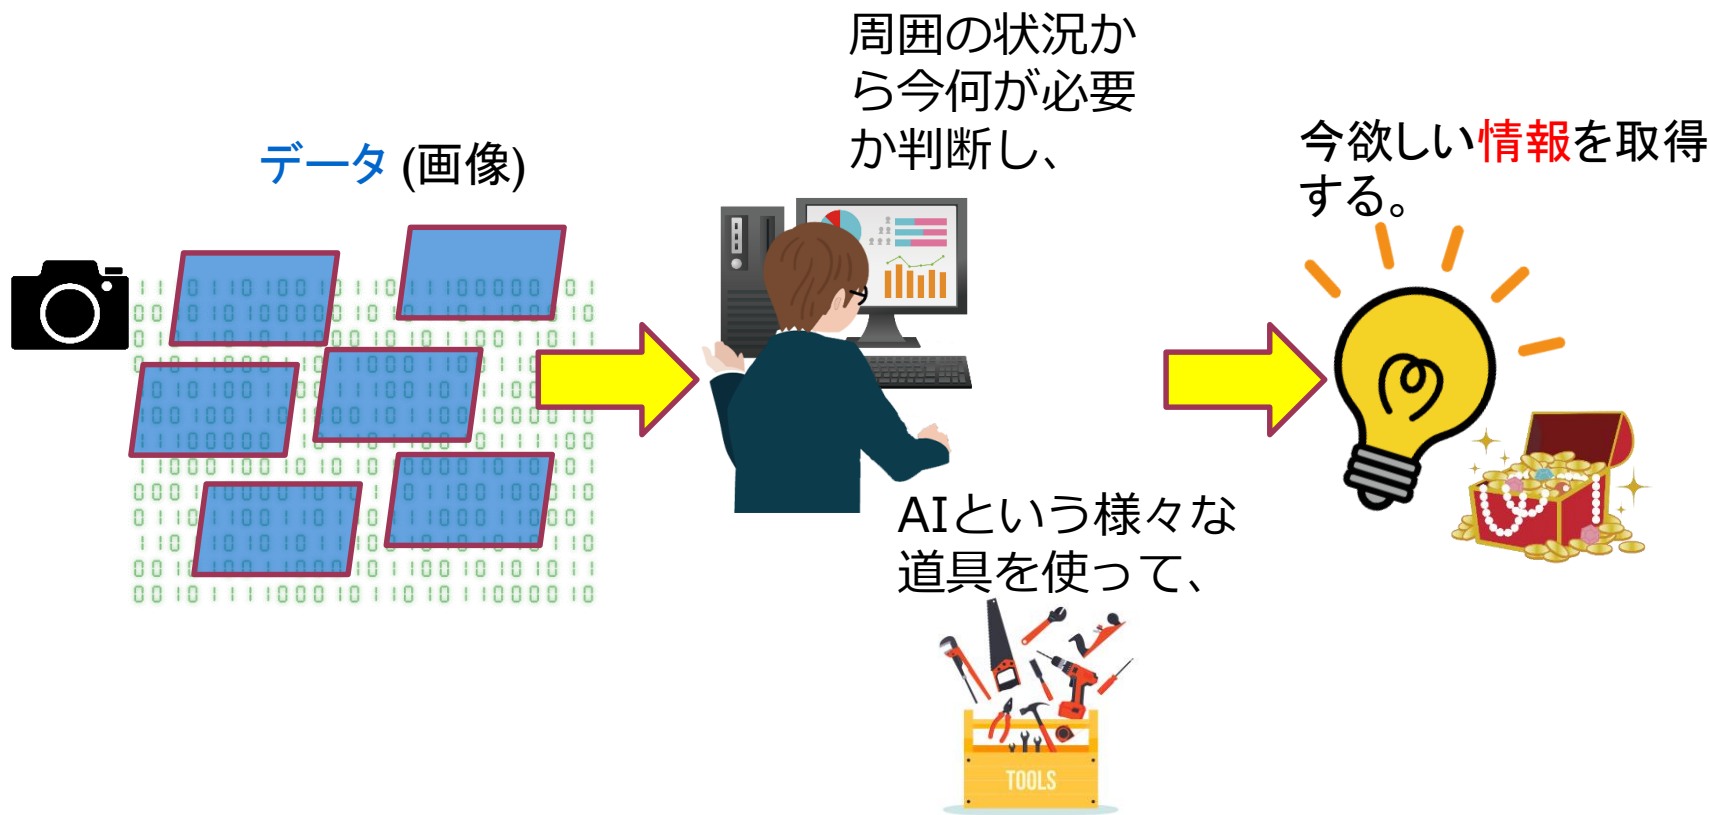 周囲の状況か
ら今何が必要
か判断し、
データ (画像)
今欲しい情報を取得
する。
AIという様々な
道具を使って、
TOOLS